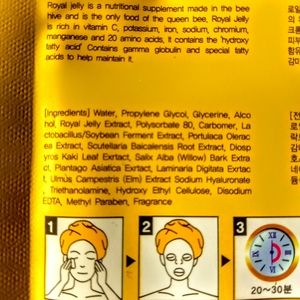 Royal jelly is a nutritional supplement made in the bee
hive and is the only food of the queen bee, Royal Jelly
is rich in vitamin C, potassium, iron, sodium, chromium,
manganese and 20 amino acids, it contains the 'hydroxy
fatty acid' Contains gamma globulin and special fatty
acids to help maintain it.
[Ingredients] Water, Propylene Glycol, Glycerine, Alco
hol, Royal Jelly Extract, Polysorbate 80, Carbomer, La
ctobacillus/Soybean Ferment Extract, Portulaca Olerac
ea Extract, Scutellaria Baicalensis Root Extract, Diosp
yros Kaki Leaf Extract, Salix Alba (Willow) Bark Extra
ct, Plantago Asiatica Extract, Laminaria Digitata Extrac
t, Ulmus Campestris (Elm) Extract Sodium Hyaluronate
, Triethanolamine, Hydroxy Ethyl Cellulose, Disodium
EDTA, Methyl Paraben, Fragrance
1
2
3
20~30분